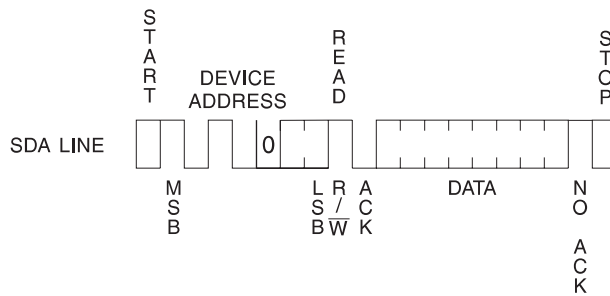 START
DEVICE
ADDRESS
READ
STOP
SDA LINE
0
MSB
LSB
R/W
ACK
DATA
NO ACK